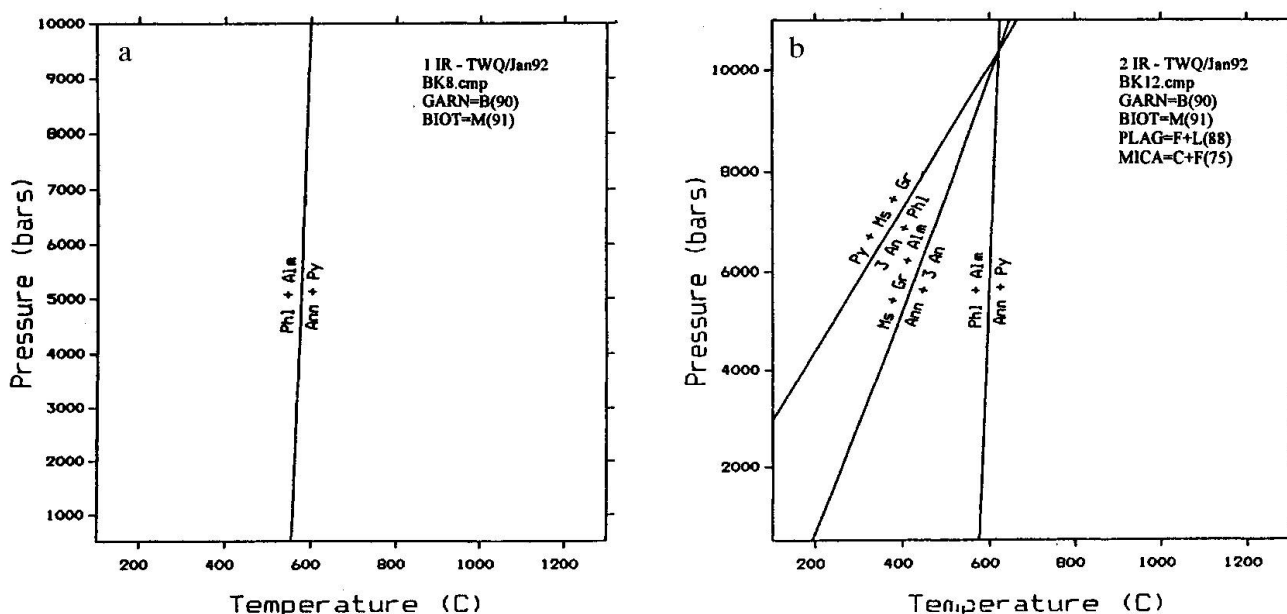 a
1 IR - TWQ/Jan92
BK8.cmp
GARN=B(90)
BIOT=M(91)
10000
9000
8000
7000
6000
5000
4000
3000
2000
1000
Pressure (bars)
Phl + Alm
Ann + Py
200 400 600 800 1000 1200
Temperature (C)
b
2 IR - TWQ/Jan92
BK12.cmp
GARN=B(90)
BIOT=M(91)
PLAG=F+L(88)
MICA=C+F(75)
10000
8000
6000
4000
2000
Pressure (bars)
Py + Ms + Gr
3 An + Phl
Ms + Gr + Alm
Ann + 3 An
Phl + Alm
Ann + Py
200 400 600 800 1000 1200
Temperature (C)